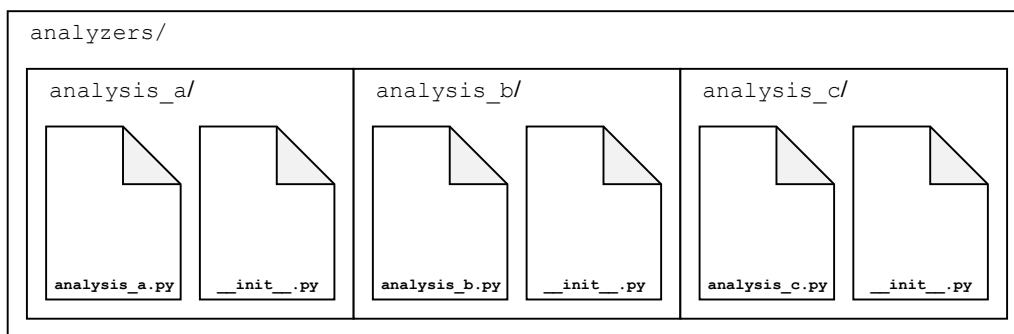 analyzers/
analysis_a/ analysis_b/ analysis_c/
analysis_a.py __init__.py analysis_b.py __init__.py analysis_c.py __init__.py